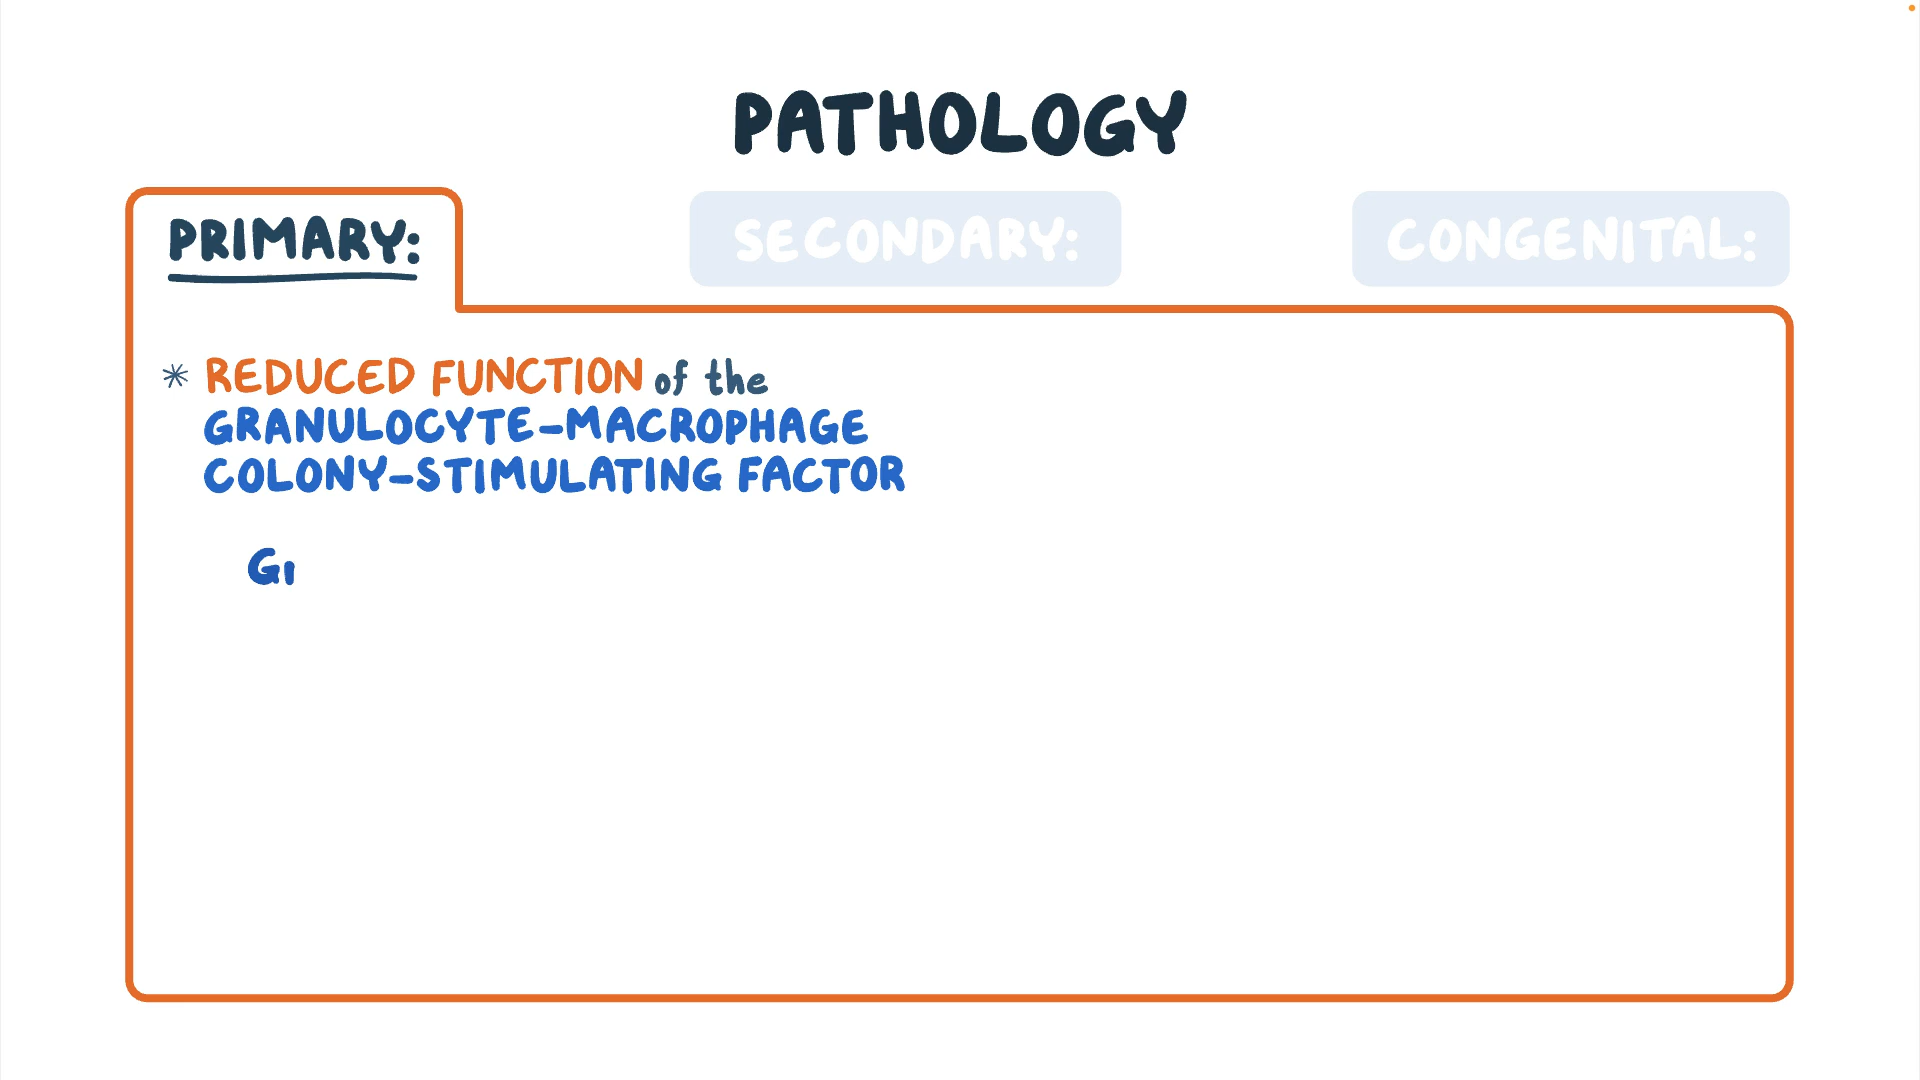 PATHOLOGY
PRIMARY:
SECONDARY:
CONGENITAL:
* REDUCED FUNCTION of the
GRANULOCYTE-MACROPHAGE
COLONY-STIMULATING FACTOR